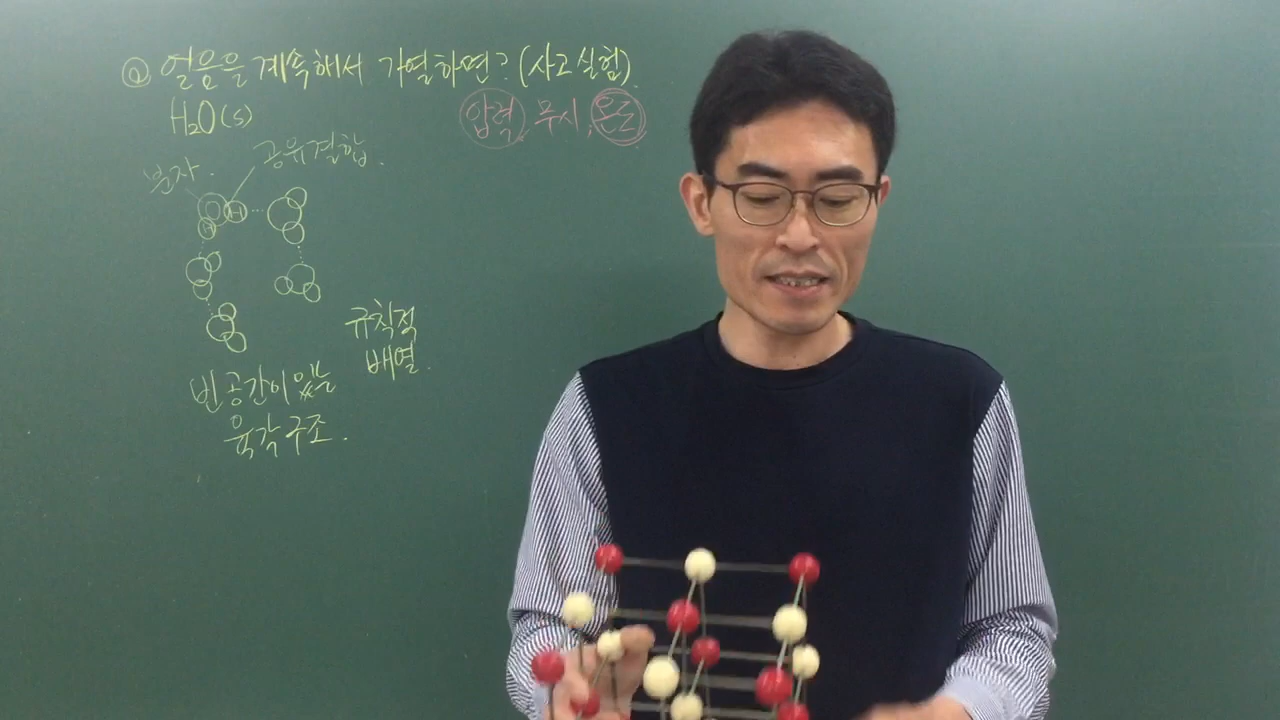 Q 얼음을 계속해서 가열하면? (사고실험).
H₂O(s)
압력, 무시, 온도
분자.
공유결합.
O H
H
규칙적
배열.
빈 공간이 있는
육각구조.